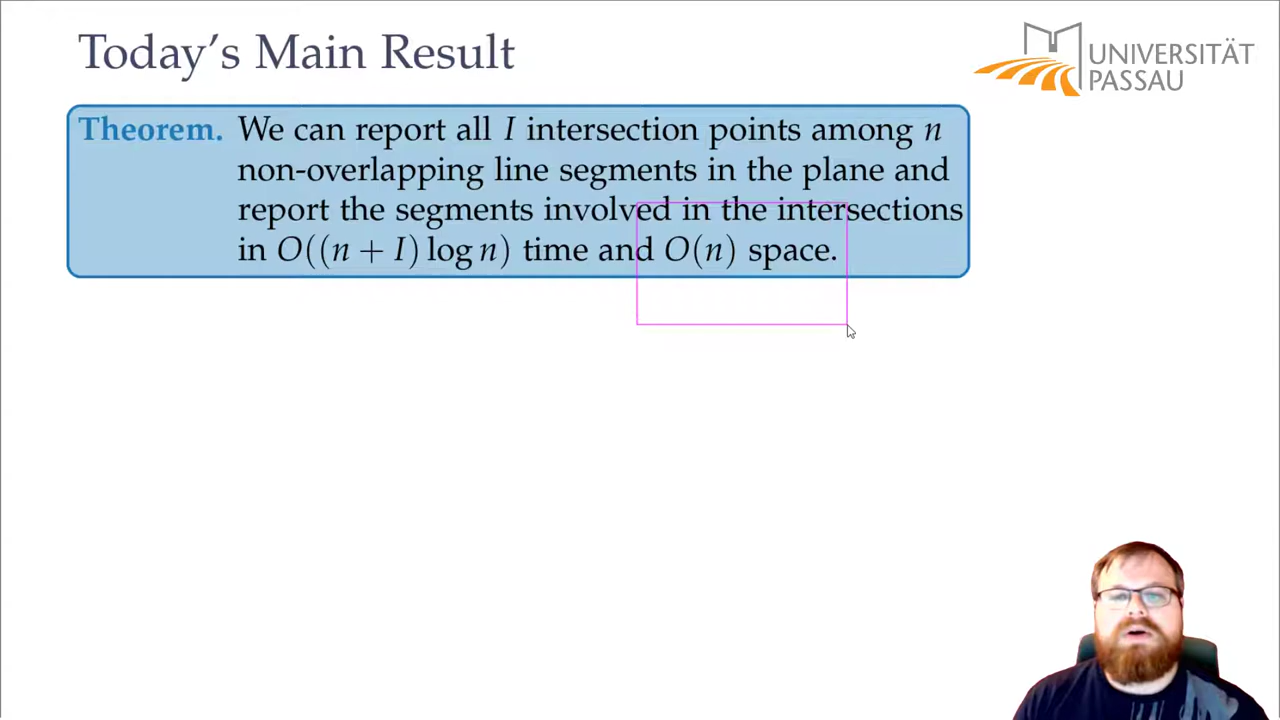 Today's Main Result
UNIVERSITÄT
PASSAU
Theorem. We can report all I intersection points among n
non-overlapping line segments in the plane and
report the segments involved in the intersections
in O((n + I) log n) time and O(n) space.